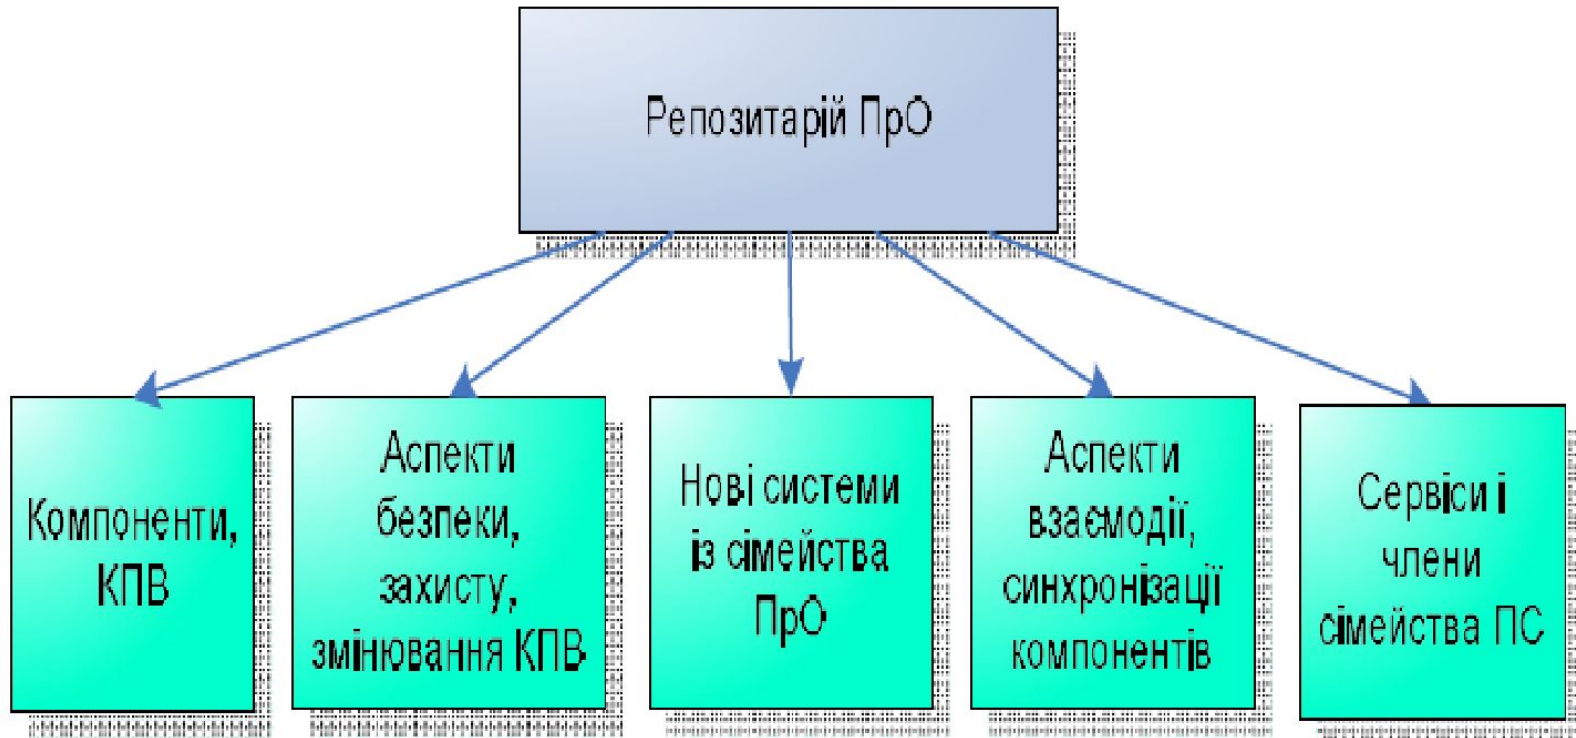 Репозитарій ПрО
Компоненти,
КПВ
Аспекти
безпеки,
захисту,
змінювання КПВ
Нові системи
із сімейства
ПрО
Аспекти
взаємодії,
синхронізації
компонентів
Сервіси і
члени
сімейства ПС